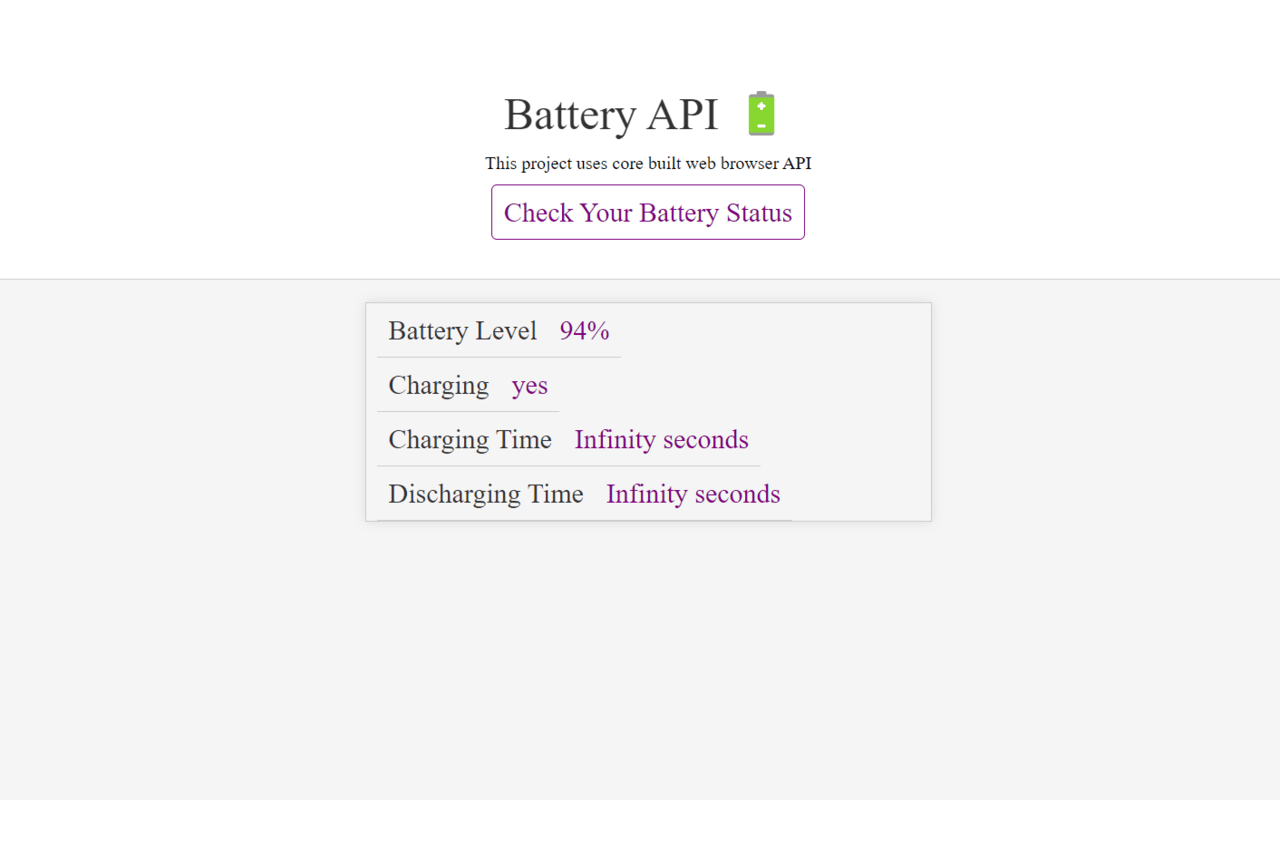 Battery API
This project uses core built web browser API
Check Your Battery Status
Battery Level 94%
Charging yes
Charging Time Infinity seconds
Discharging Time Infinity seconds